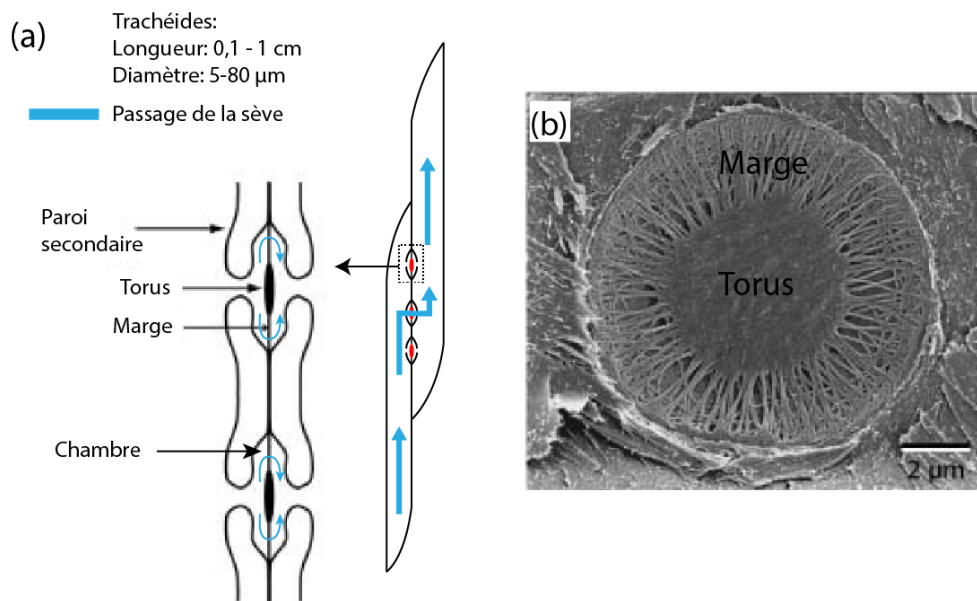 (a)
Trachéides:
Longueur: 0,1 - 1 cm
Diamètre: 5-80 µm
Passage de la sève
Paroi
secondaire
Torus
Marge
Chambre
(b)
Marge
Torus
2 µm